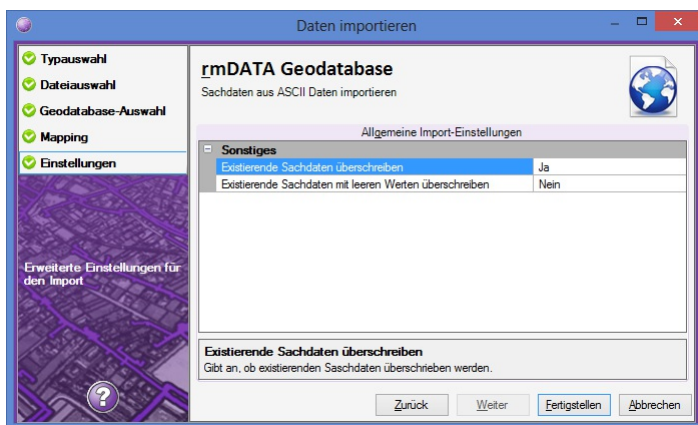 Daten importieren
Typauswahl
Dateiauswahl
Geodatabase-Auswahl
Mapping
Einstellungen
Erweiterte Einstellungen für
den Import
?
rmDATA Geodatabase
Sachdaten aus ASCII Daten importieren
Allgemeine Import-Einstellungen
Sonstiges
Existierende Sachdaten überschreiben Ja
Existierende Sachdaten mit leeren Werten überschreiben Nein
Existierende Sachdaten überschreiben
Gibt an, ob existierenden Saschdaten überschrieben werden.
Zurück Weiter Fertigstellen Abbrechen